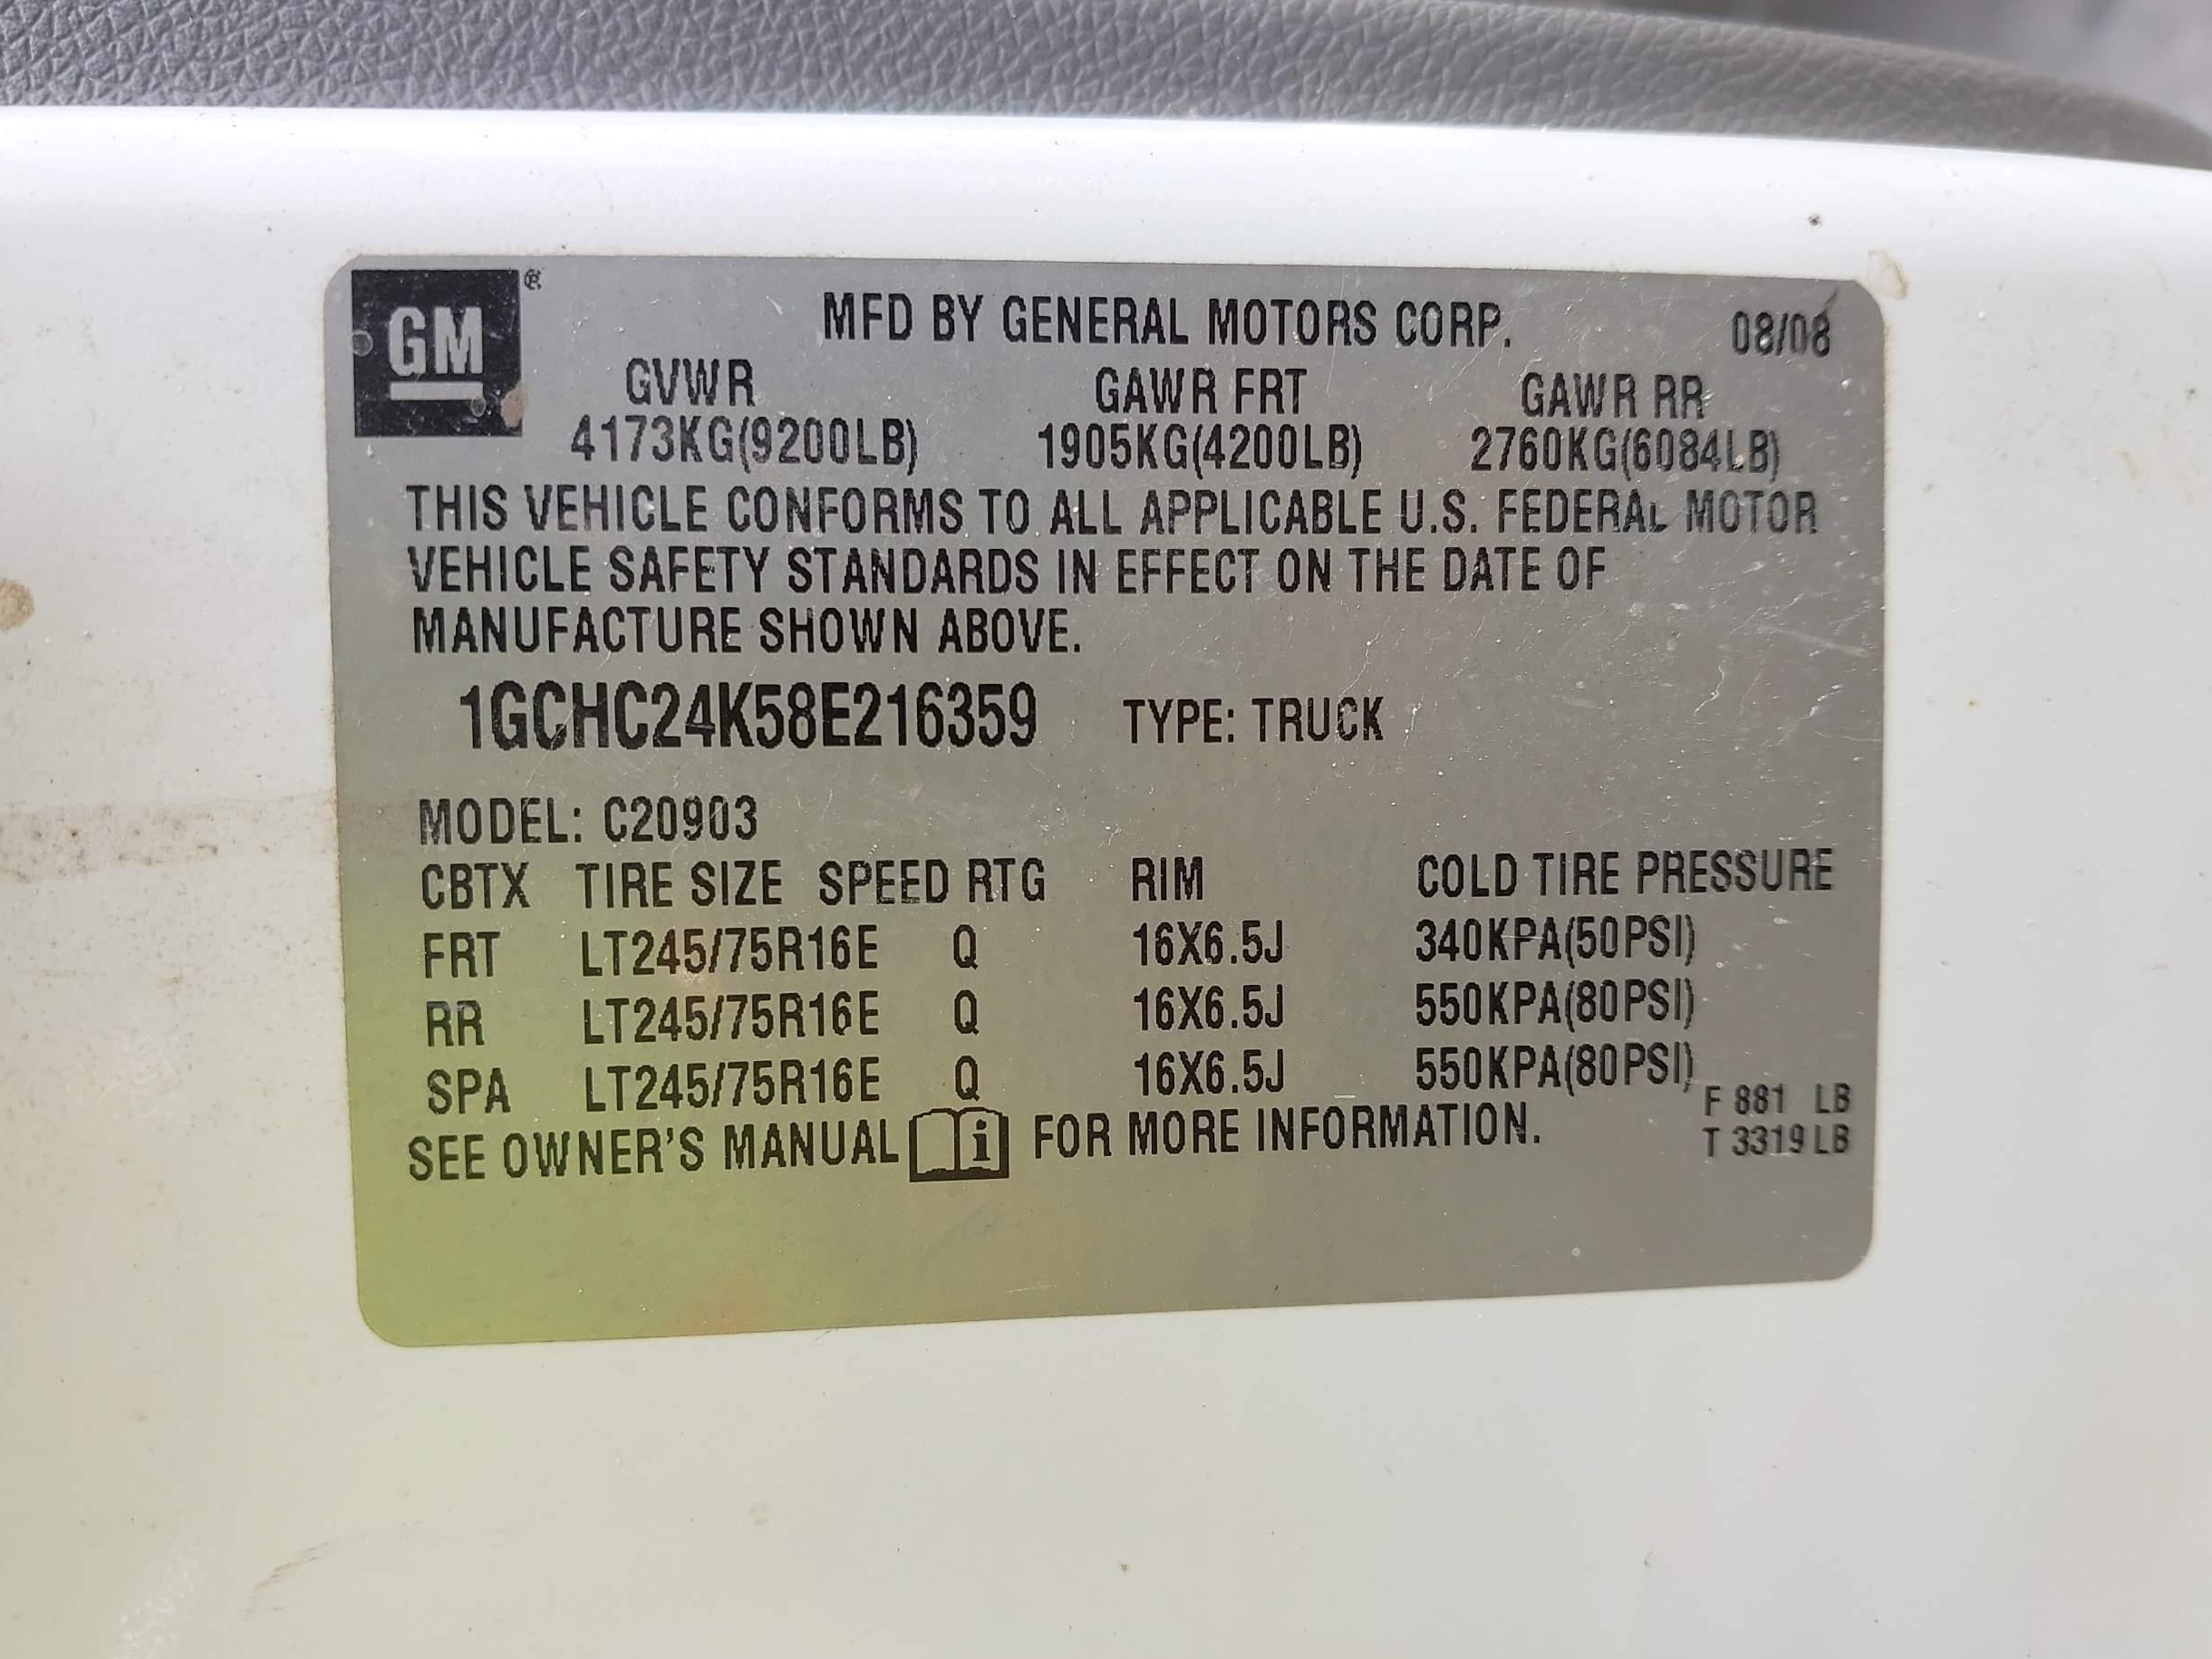 GM ®
MFD BY GENERAL MOTORS CORP. 08/08
GVWR GAWR FRT GAWR RR
4173KG(9200LB) 1905KG(4200LB) 2760KG(6084LB)
THIS VEHICLE CONFORMS TO ALL APPLICABLE U.S. FEDERAL MOTOR
VEHICLE SAFETY STANDARDS IN EFFECT ON THE DATE OF
MANUFACTURE SHOWN ABOVE.
1GCHC24K58E216359 TYPE: TRUCK
MODEL: C20903
CBTX TIRE SIZE SPEED RTG RIM COLD TIRE PRESSURE
FRT LT245/75R16E Q 16X6.5J 340KPA(50PSI)
RR LT245/75R16E Q 16X6.5J 550KPA(80PSI)
SPA LT245/75R16E Q 16X6.5J 550KPA(80PSI)
F 881 LB
SEE OWNER'S MANUAL i FOR MORE INFORMATION. T 3319 LB